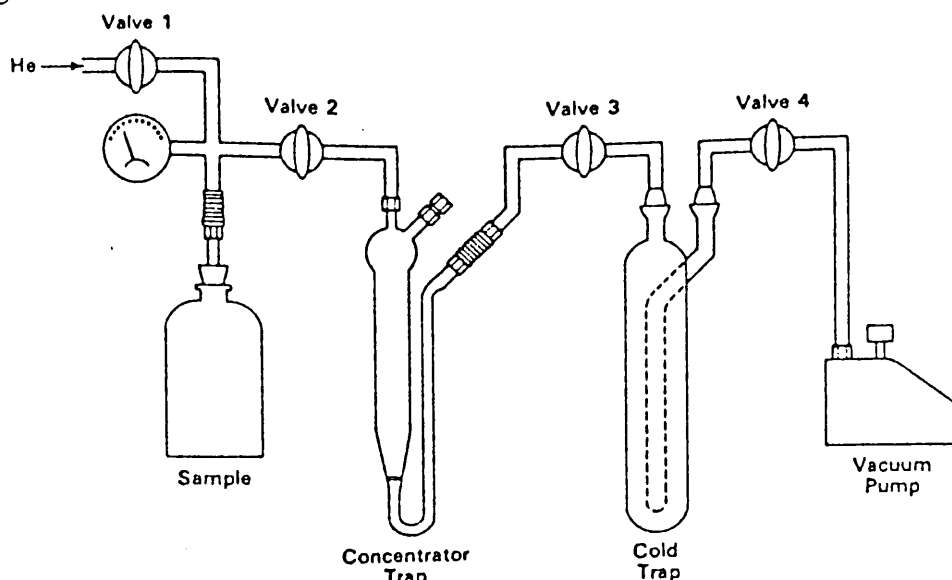 Valve 1
He
Valve 2
Valve 3
Valve 4
Sample
Concentrator
Trap
Cold
Trap
Vacuum
Pump